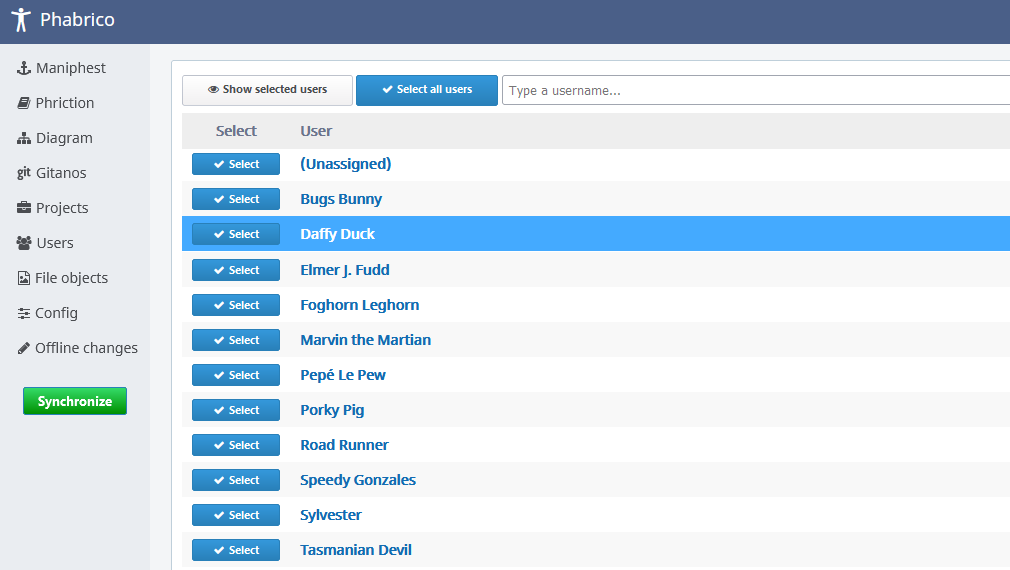 Phabrico
Maniphest
Phriction
Diagram
git Gitanos
Projects
Users
File objects
Config
Offline changes
Synchronize
Show selected users Select all users Type a username...
Select User
Select (Unassigned)
Select Bugs Bunny
Select Daffy Duck
Select Elmer J. Fudd
Select Foghorn Leghorn
Select Marvin the Martian
Select Pepé Le Pew
Select Porky Pig
Select Road Runner
Select Speedy Gonzales
Select Sylvester
Select Tasmanian Devil